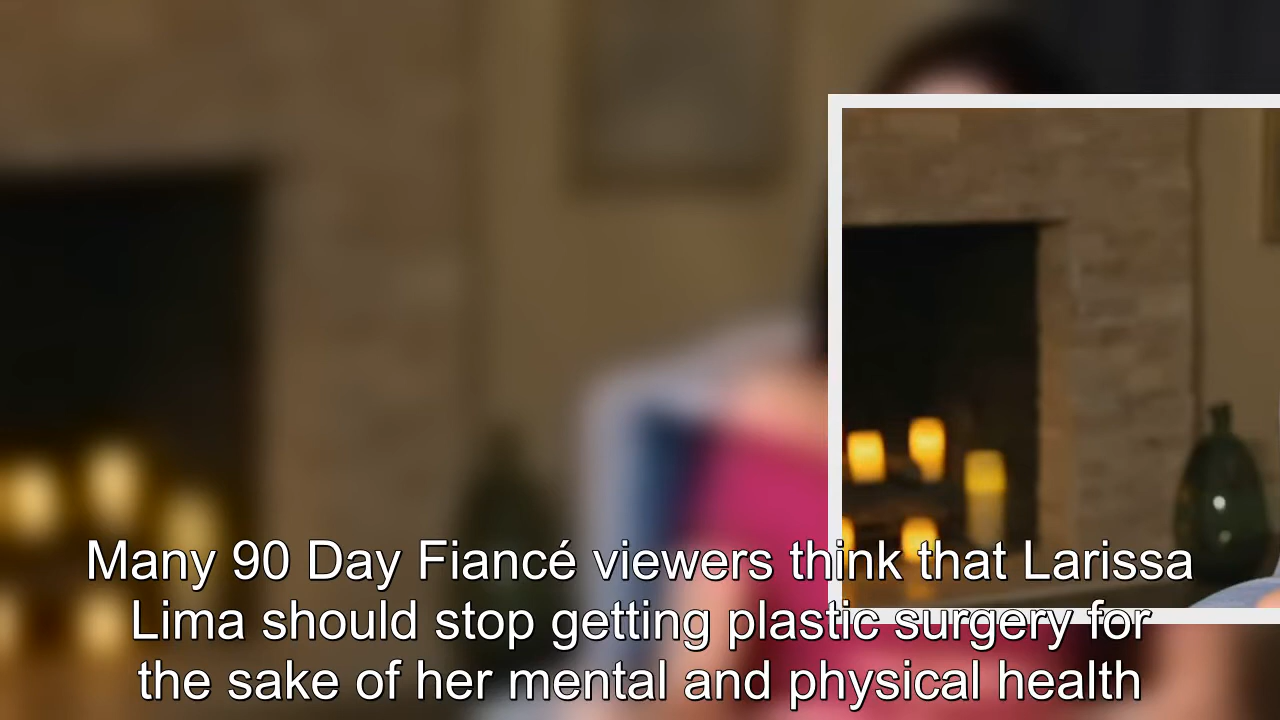 Many 90 Day Fiancé viewers think that Larissa
Lima should stop getting plastic surgery for
the sake of her mental and physical health